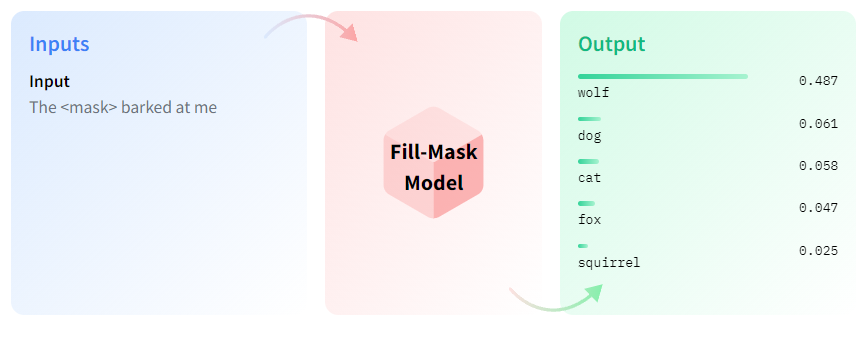 Inputs
Input
The <mask> barked at me
Fill-Mask
Model
Output
wolf 0.487
dog 0.061
cat 0.058
fox 0.047
squirrel 0.025